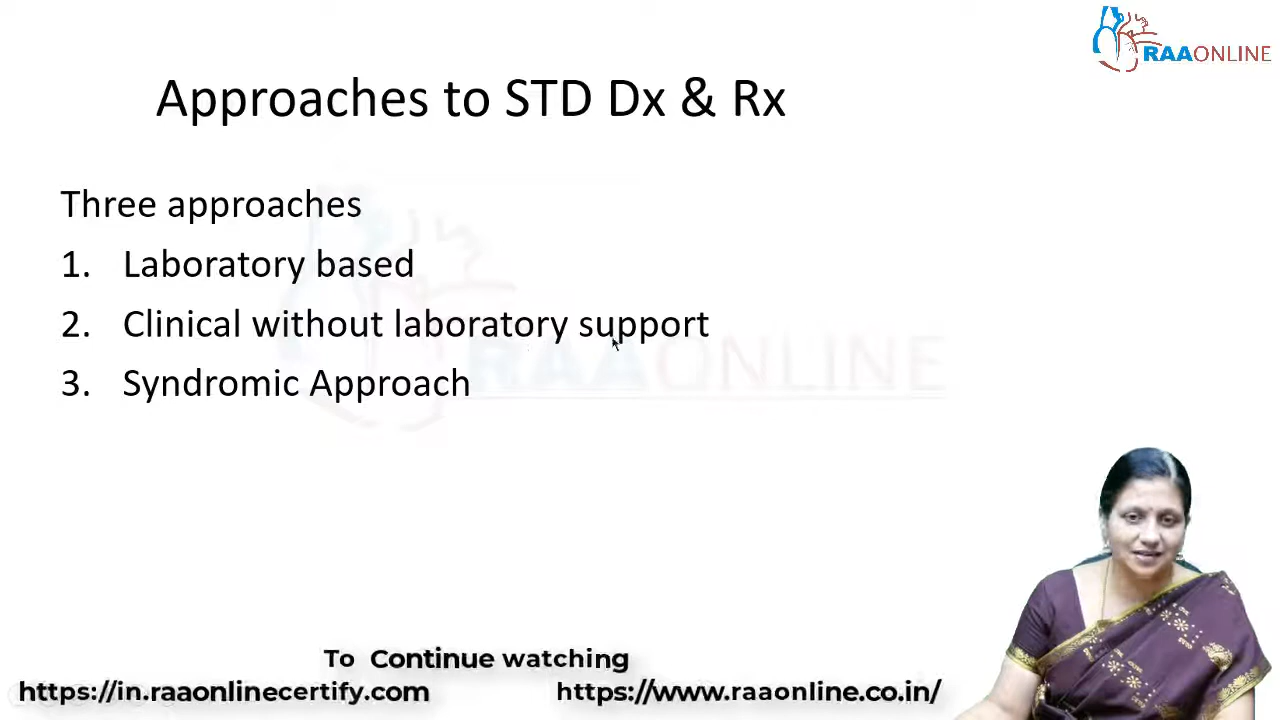 RAAONLINE
Approaches to STD Dx & Rx
Three approaches
1. Laboratory based
2. Clinical without laboratory support
3. Syndromic Approach
RAAONLINE
To Continue watching
https://in.raaonlinecertify.com https://www.raaonline.co.in/